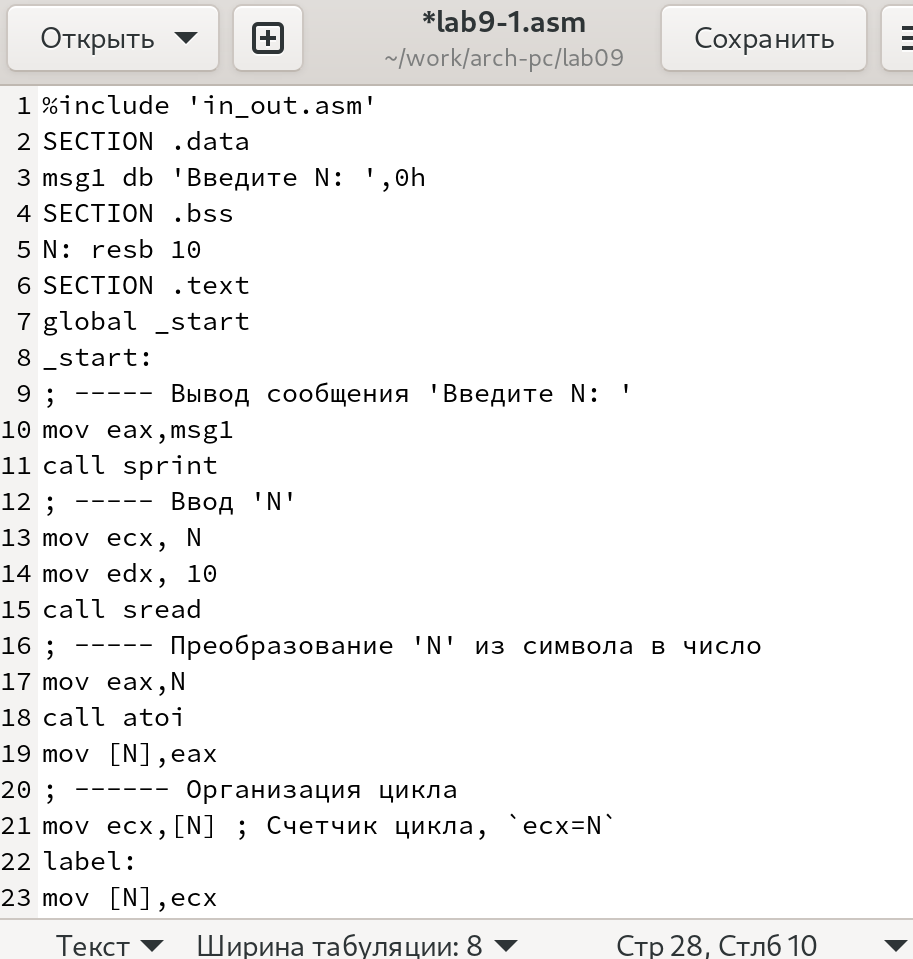 Открыть
*lab9-1.asm
~/work/arch-pc/lab09
Сохранить
1 %include 'in_out.asm'
2 SECTION .data
3 msg1 db 'Введите N: ',0h
4 SECTION .bss
5 N: resb 10
6 SECTION .text
7 global _start
8 _start:
9 ; ----- Вывод сообщения 'Введите N: '
10 mov eax,msg1
11 call sprint
12 ; ----- Ввод 'N'
13 mov ecx, N
14 mov edx, 10
15 call sread
16 ; ----- Преобразование 'N' из символа в число
17 mov eax,N
18 call atoi
19 mov [N],eax
20 ; ------ Организация цикла
21 mov ecx,[N] ; Счетчик цикла, `ecx=N`
22 label:
23 mov [N],ecx
Текст Ширина табуляции: 8 Стр 28, Стлб 10